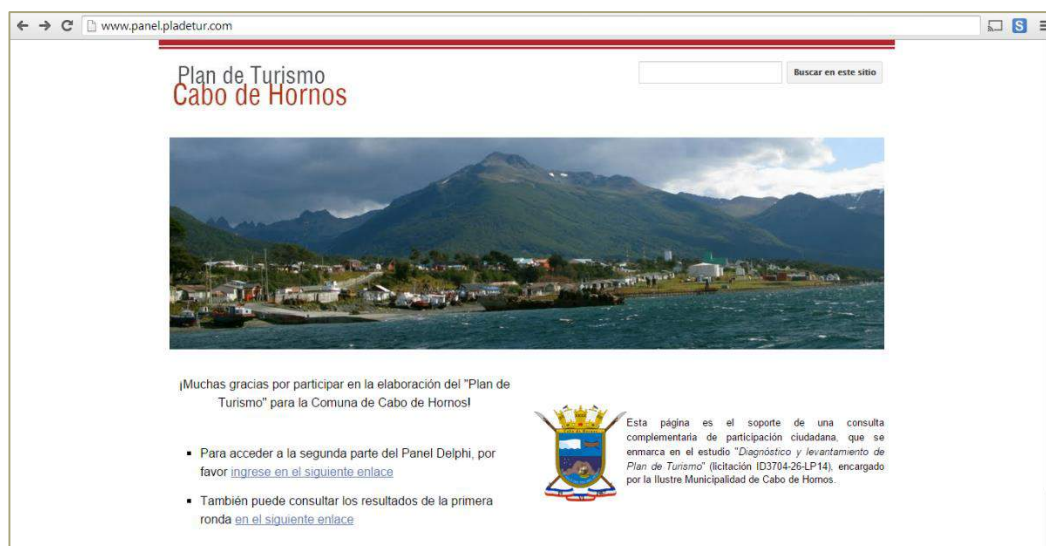 www.panel.pladetur.com
Plan de Turismo
Cabo de Hornos
Buscar en este sitio
¡Muchas gracias por participar en la elaboración del "Plan de
Turismo" para la Comuna de Cabo de Hornos!
Para acceder a la segunda parte del Panel Delphi, por
favor ingrese en el siguiente enlace
También puede consultar los resultados de la primera
ronda en el siguiente enlace
Esta página es el soporte de una consulta
complementaria de participación ciudadana, que se
enmarca en el estudio "Diagnóstico y levantamiento de
Plan de Turismo" (licitación ID3704-26-LP14), encargado
por la Ilustre Municipalidad de Cabo de Hornos.